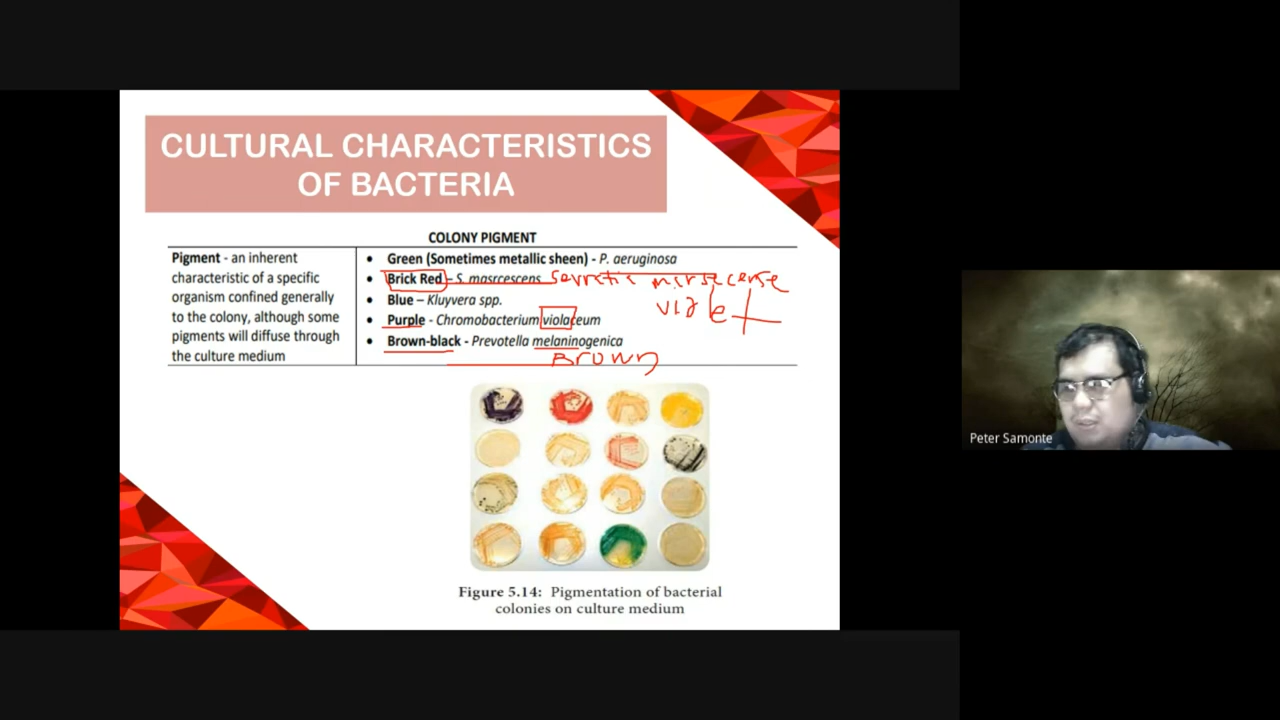 CULTURAL CHARACTERISTICS
OF BACTERIA
COLONY PIGMENT
Pigment - an inherent
characteristic of a specific
organism confined generally
to the colony, although some
pigments will diffuse through
the culture medium
• Green (Sometimes metallic sheen) - P. aeruginosa
• Brick Red – S. masrcescens
• Blue – Kluyvera spp.
violet
• Purple - Chromobacterium violaceum
• Brown-black - Prevotella melaninogenica
Brown
Figure 5.14: Pigmentation of bacterial
colonies on culture medium
Peter Samonte